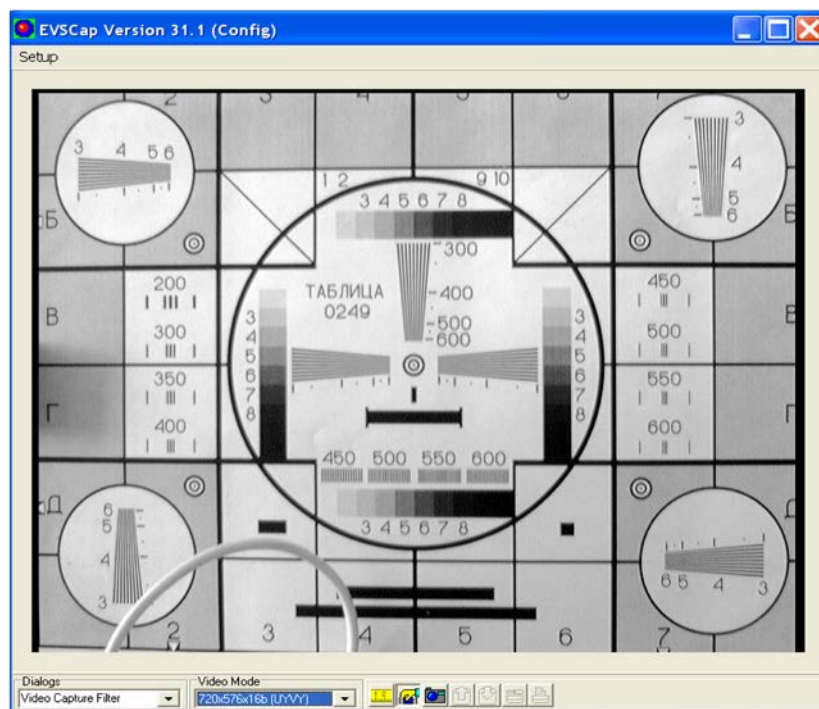 EVSCap Version 31.1 (Config)
Setup
2 3 4 5 6
3 4 5 6
1 2 9 10
3 4 5 6 7 8
3
4
5
6
Б
Б
300
400
500
600
ТАБЛИЦА
0249
200
300
350
400
450
500
550
600
В
В
Г
Г
3
4
5
6
7
8
3
4
5
6
7
8
450 500 550 600
3 4 5 6 7 8
Д
Д
6
5
4
3
6 5 4 3
2 3 4 5 6 7
Dialogs
Video Capture Filter
Video Mode
720x576x16b (UYVY)